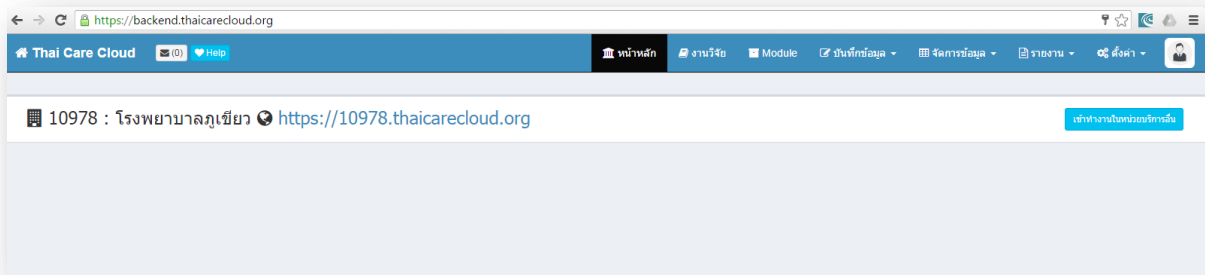 https://backend.thaicarecloud.org
Thai Care Cloud (0) Help หน้าหลัก งานวิจัย Module บันทึกข้อมูล จัดการข้อมูล รายงาน ตั้งค่า
10978 : โรงพยาบาลภูเขียว https://10978.thaicarecloud.org เข้าทำงานในหน่วยบริการอื่น